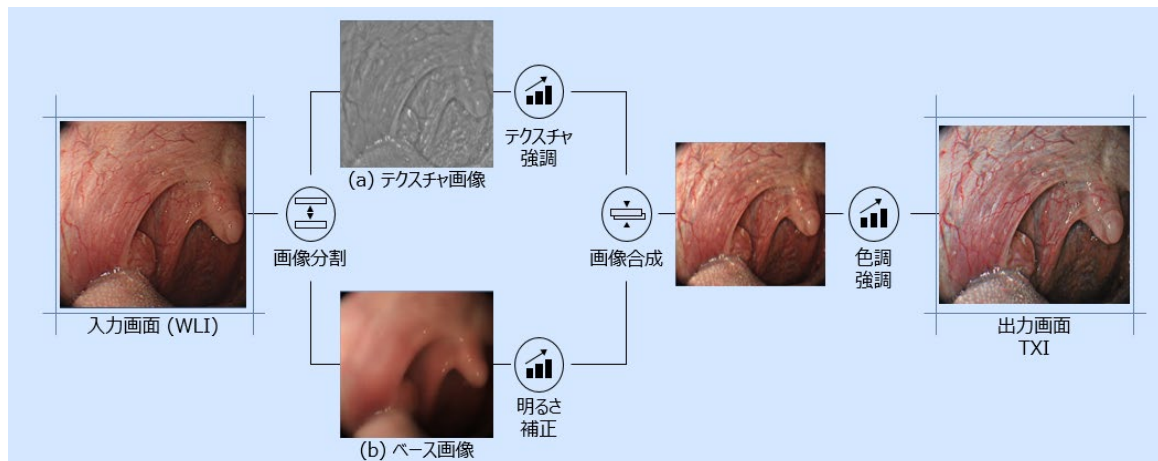 入力画面 (WLI)
画像分割
(a) テクスチャ画像
テクスチャ
強調
(b) ベース画像
明るさ
補正
画像合成
色調
強調
出力画面
TXI